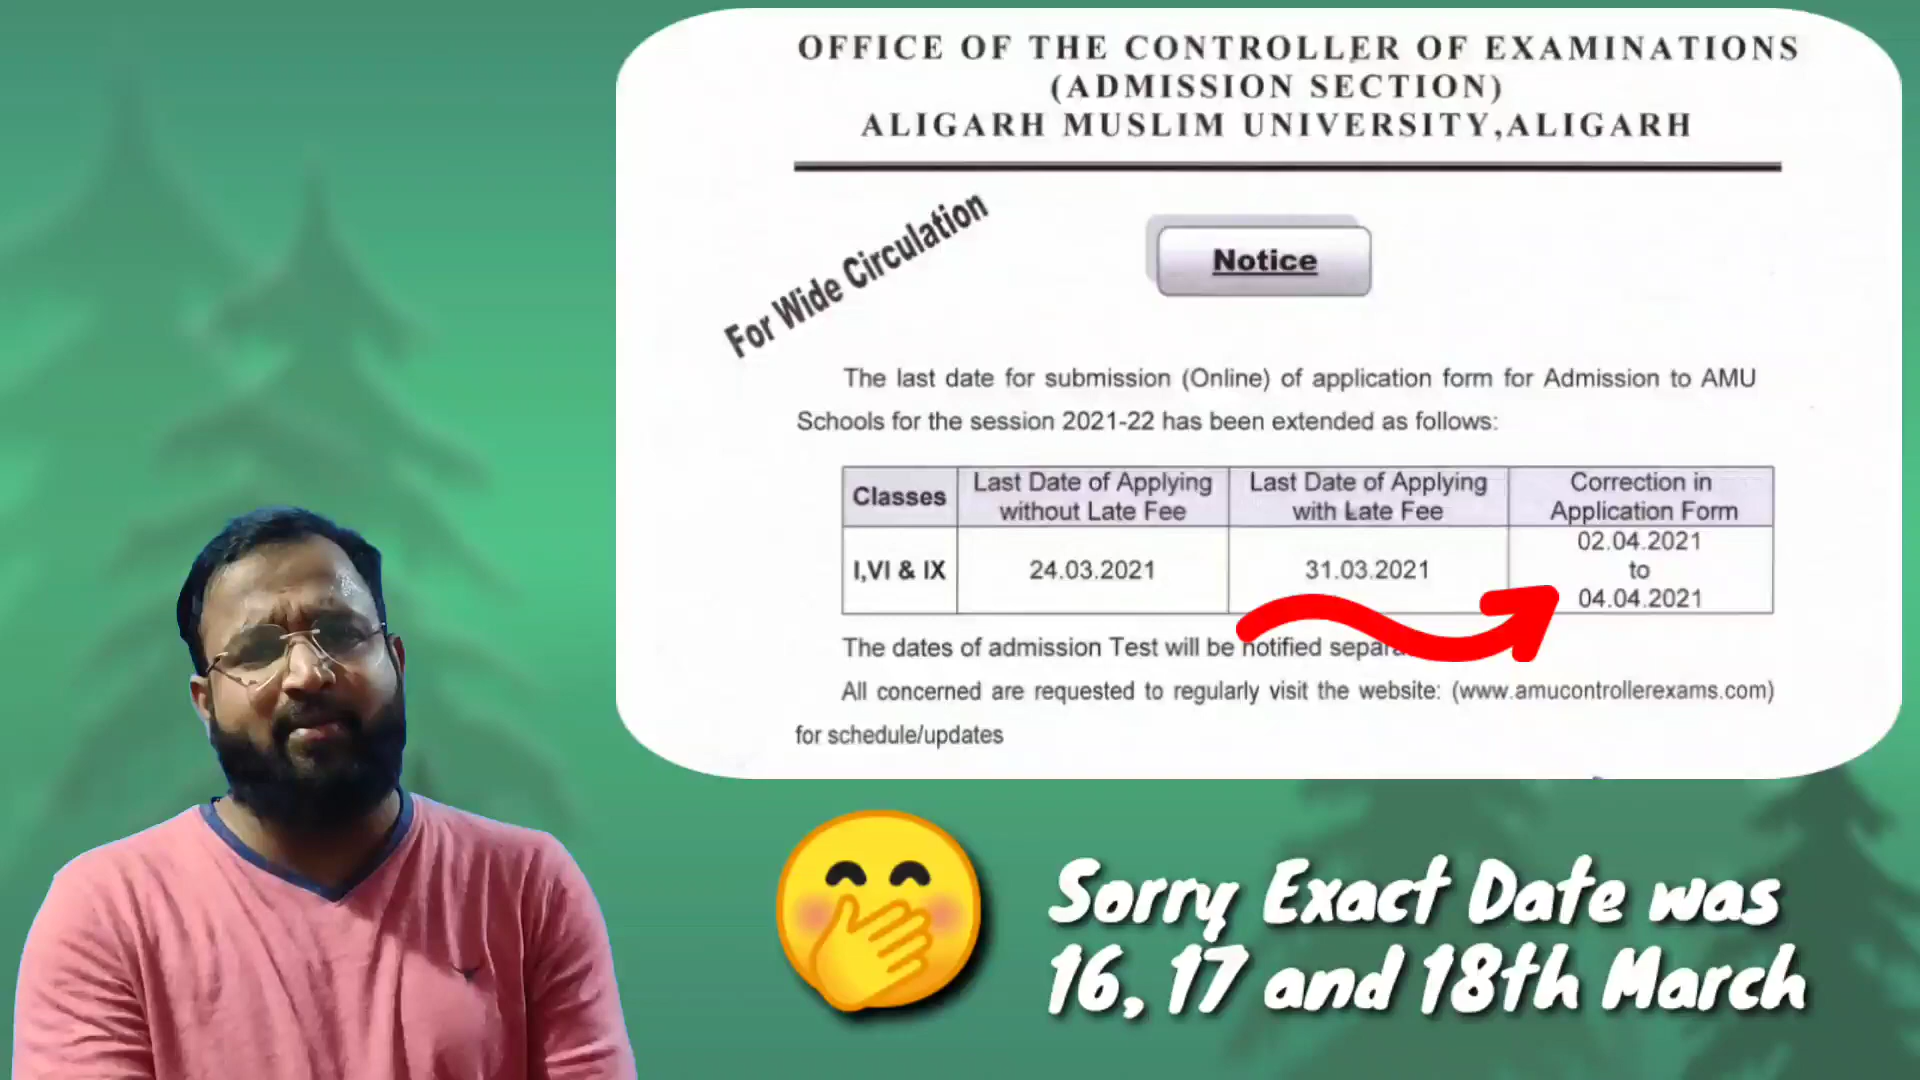 OFFICE OF THE CONTROLLER OF EXAMINATIONS
(ADMISSION SECTION)
ALIGARH MUSLIM UNIVERSITY,ALIGARH
For Wide Circulation
Notice
The last date for submission (Online) of application form for Admission to AMU
Schools for the session 2021-22 has been extended as follows:
Classes
Last Date of Applying
without Late Fee
Last Date of Applying
with Late Fee
Correction in
Application Form
I,VI & IX
24.03.2021
31.03.2021
02.04.2021
to
04.04.2021
The dates of admission Test will be notified
All concerned are requested to regularly visit the website: (www.amucontrollerexams.com)
for schedule/updates
Sorry Exact Date was
16, 17 and 18th March